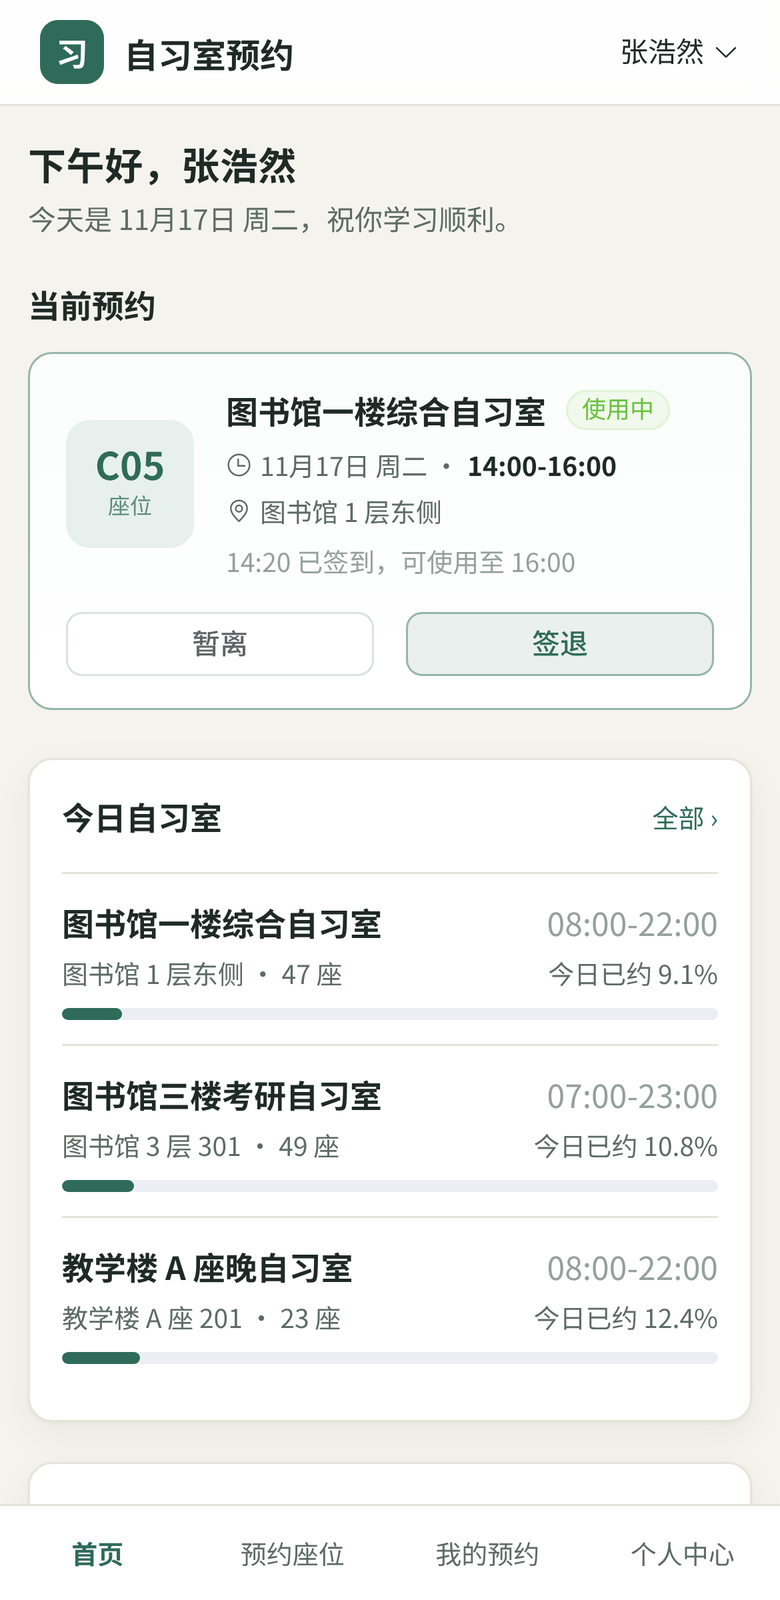 习 自习室预约 张浩然
下午好，张浩然
今天是 11月17日 周二，祝你学习顺利。
当前预约
图书馆一楼综合自习室 使用中
C05
座位
11月17日 周二 • 14:00-16:00
图书馆 1 层东侧
14:20 已签到，可使用至 16:00
暂离 签退
今日自习室 全部 ›
图书馆一楼综合自习室 08:00-22:00
图书馆 1 层东侧 • 47 座 今日已约 9.1%
图书馆三楼考研自习室 07:00-23:00
图书馆 3 层 301 • 49 座 今日已约 10.8%
教学楼 A 座晚自习室 08:00-22:00
教学楼 A 座 201 • 23 座 今日已约 12.4%
首页 预约座位 我的预约 个人中心